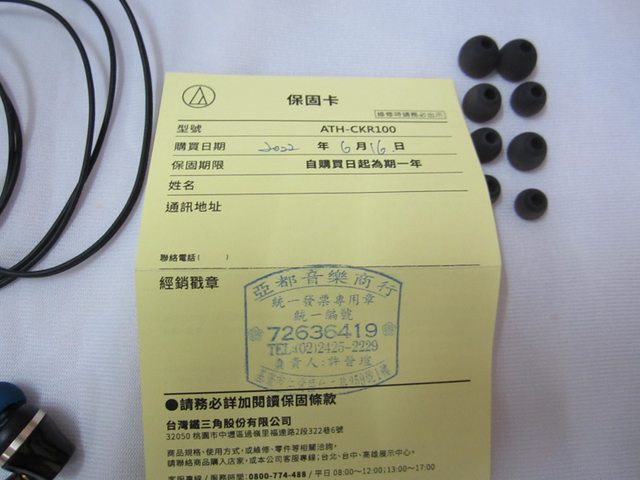 保固卡
維修時請務必出示
型號 ATH-CKR100
購買日期 2022 年 6 月 16 日
保固期限 自購買日起為期一年
姓名
通訊地址
聯絡電話( )
經銷戳章
亞都音樂商行
統一發票專用章
統一編號
72636419
TEL:(02)2425-2229
負責人:許
●請務必詳加閱讀保固條款
台灣鐵三角股份有限公司
32050 桃園市中壢區過嶺里福達路2段322巷6號
商品規格、使用方式,或維修、零件等相關洽詢,
請聯絡商品購入店家,或本公司客服專線;台北、台中、高雄展示中心。
客服專線 / 服務時間:0800-774-488 / 平日 08:00~12:00;13:00~17:00